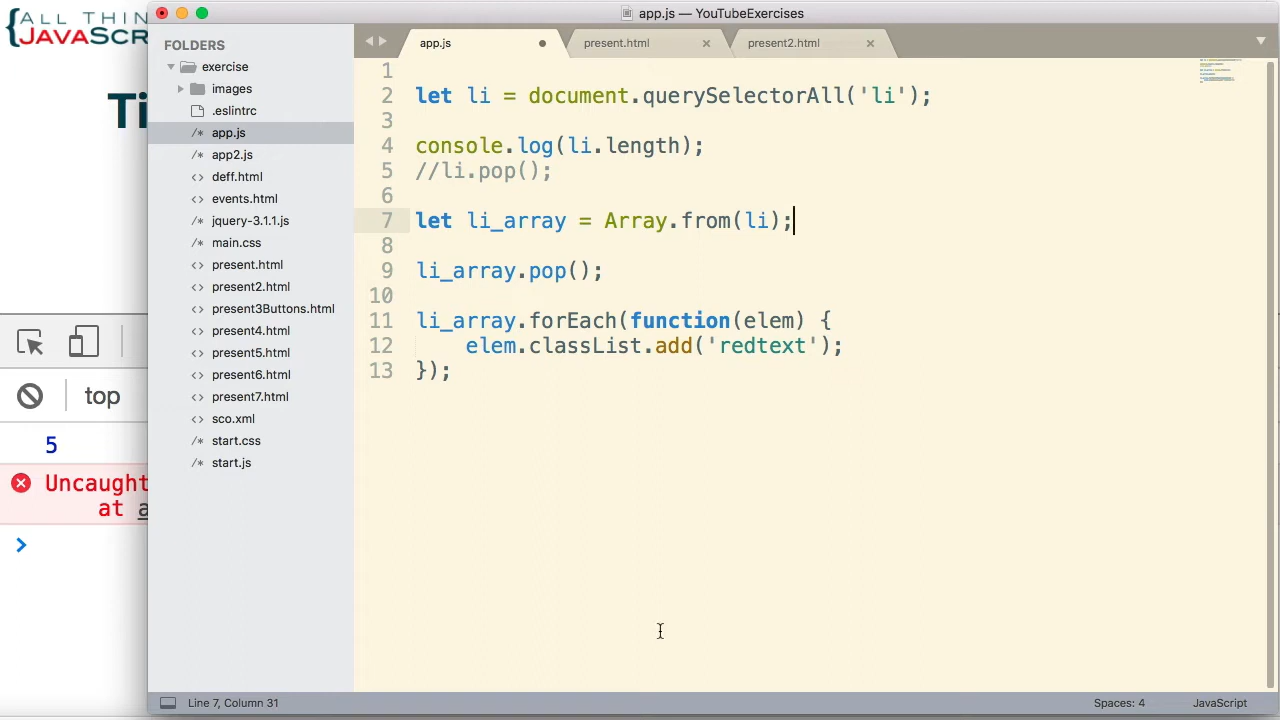 {ALL THIN
JAVASCR
Ti
top
5
Uncaught
at a
app.js — YouTubeExercises
FOLDERS
exercise
images
.eslintrc
app.js
app2.js
deff.html
events.html
jquery-3.1.1.js
main.css
present.html
present2.html
present3Buttons.html
present4.html
present5.html
present6.html
present7.html
sco.xml
start.css
start.js
app.js present.html present2.html
1
2 let li = document.querySelectorAll('li');
3
4 console.log(li.length);
5 //li.pop();
6
7 let li_array = Array.from(li);
8
9 li_array.pop();
10
11 li_array.forEach(function(elem) {
12 elem.classList.add('redtext');
13 });
Line 7, Column 31 Spaces: 4 JavaScript